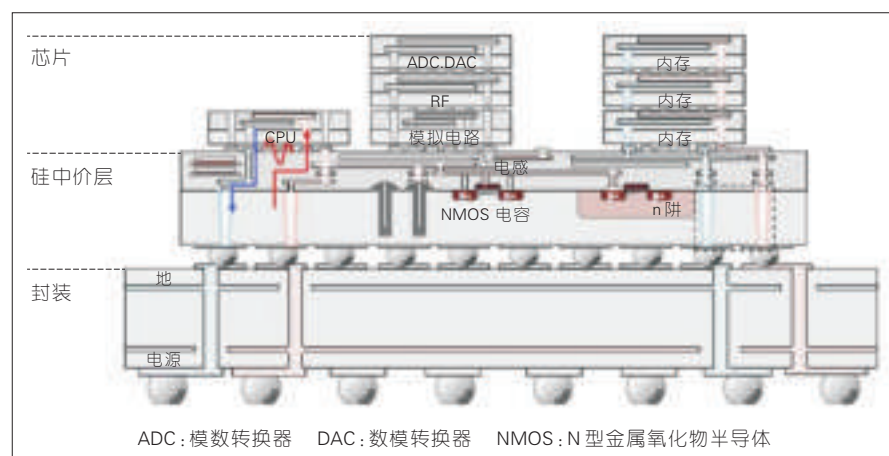 芯片
ADC.DAC
内存
RF
内存
CPU
模拟电路
内存
硅中价层
电感
NMOS 电容
n 阱
封装
地
电源
ADC：模数转换器 DAC：数模转换器 NMOS：N 型金属氧化物半导体